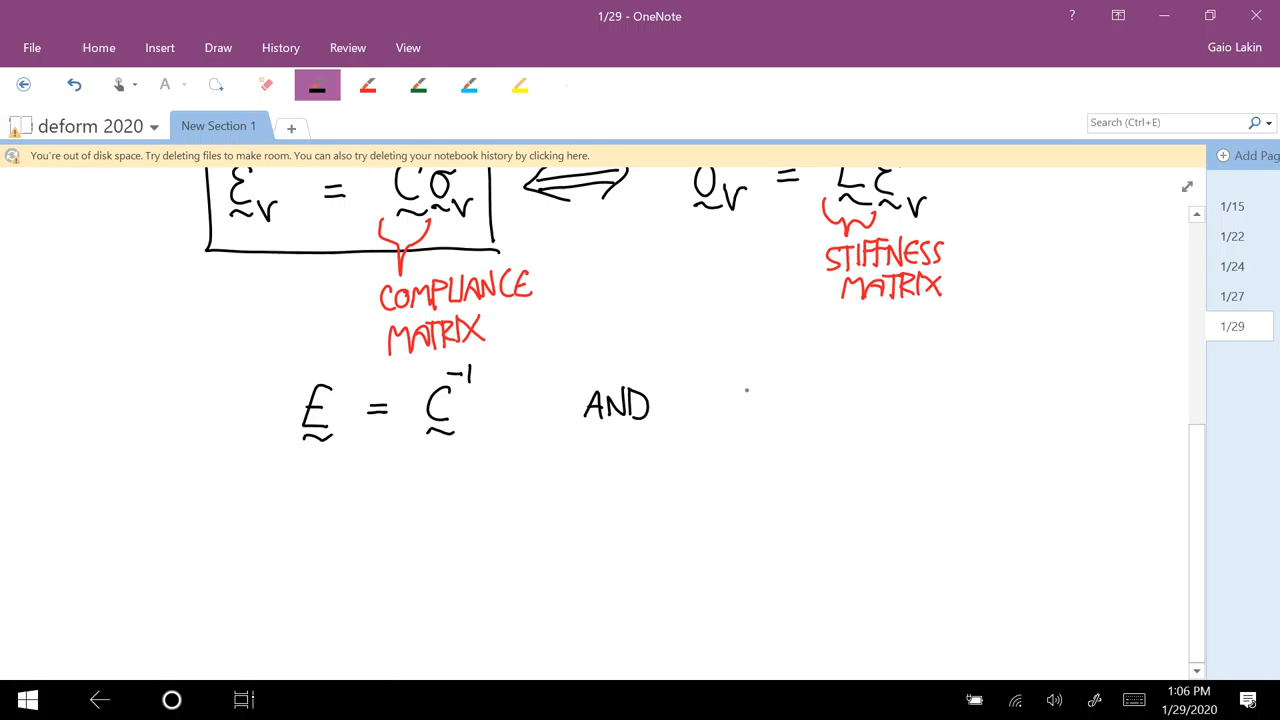 1/29 - OneNote
File Home Insert Draw History Review View
Gaio Lakin
deform 2020
New Section 1
Search (Ctrl+E)
You're out of disk space. Try deleting files to make room. You can also try deleting your notebook history by clicking here.
Add Pag
1/15
1/22
1/24
1/27
1/29
ε_v = C σ_v ⟺ σ_v = E ε_v
COMPLIANCE
MATRIX
STIFFNESS
MATRIX
E = C⁻¹ AND
1:06 PM
1/29/2020